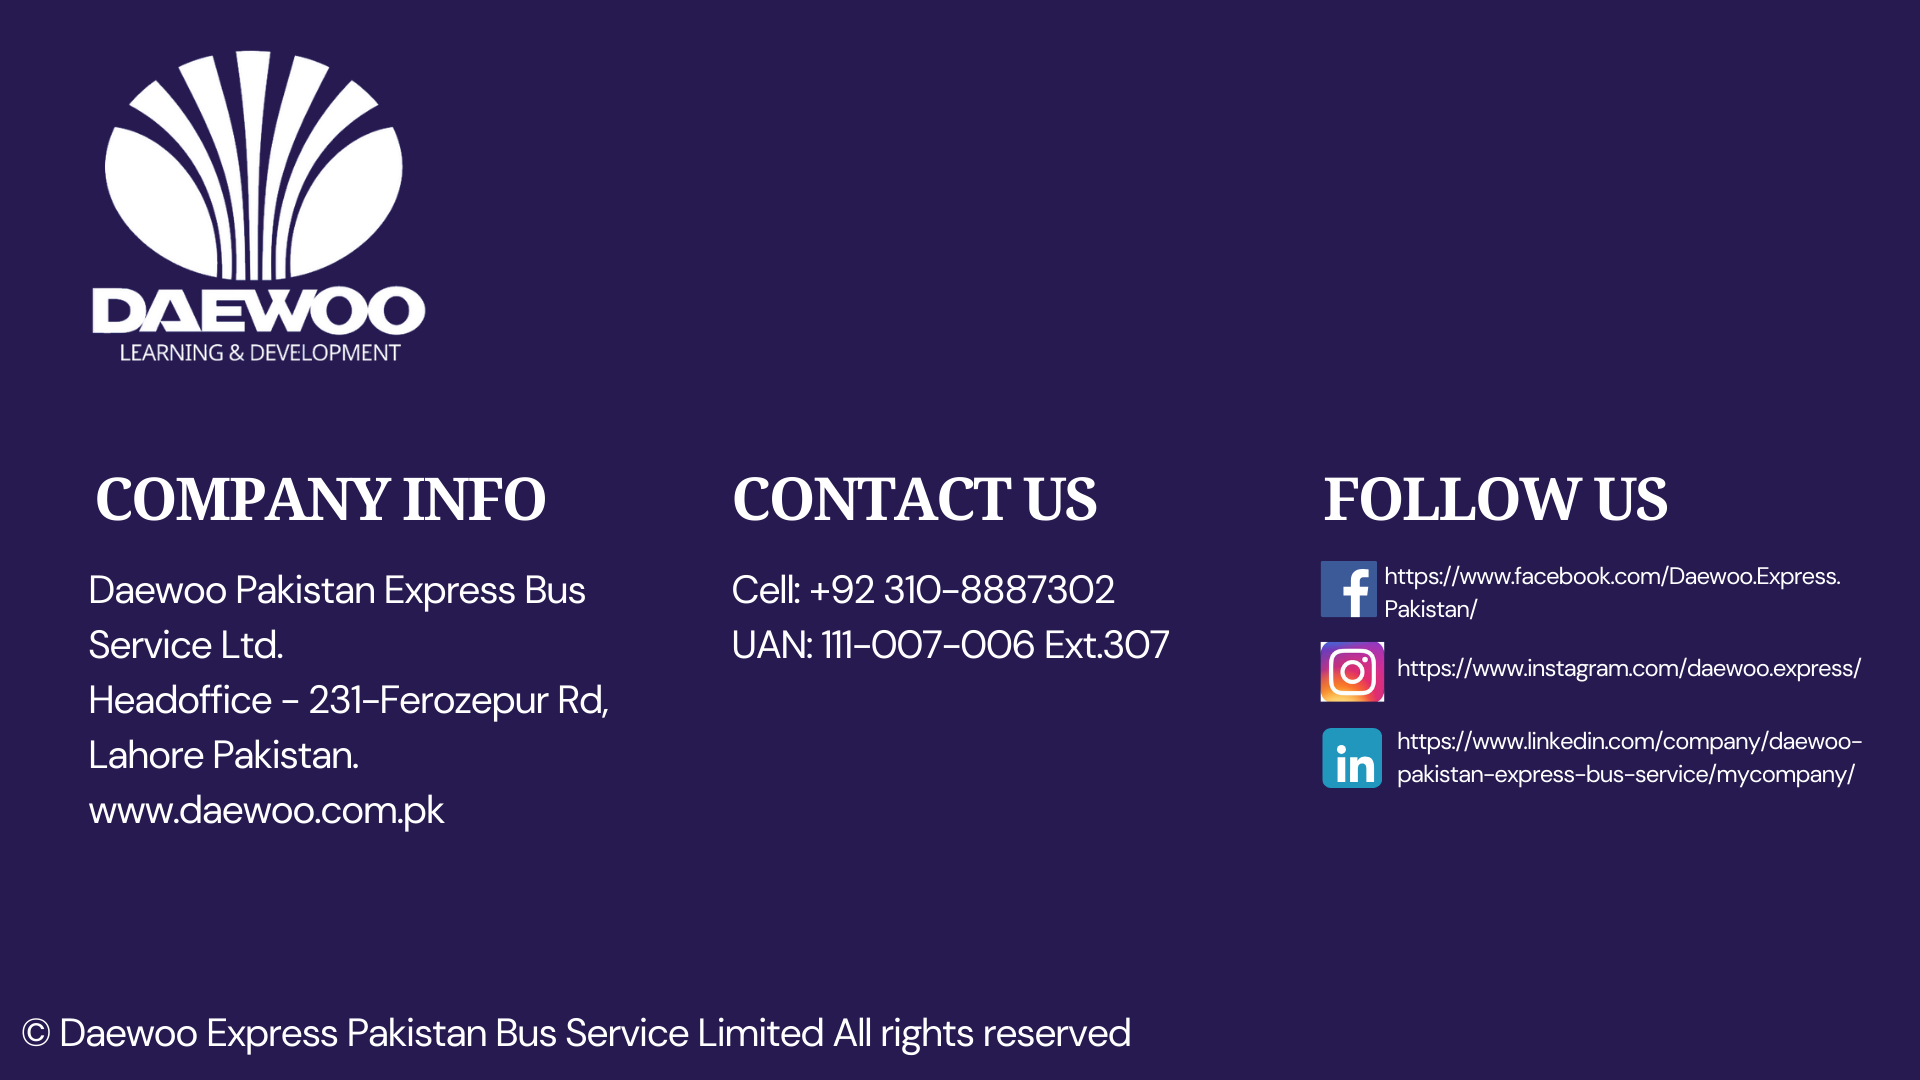 DAEWOO
LEARNING & DEVELOPMENT
COMPANY INFO
Daewoo Pakistan Express Bus
Service Ltd.
Headoffice - 231-Ferozepur Rd,
Lahore Pakistan.
www.daewoo.com.pk
CONTACT US
Cell: +92 310-8887302
UAN: 111-007-006 Ext.307
FOLLOW US
https://www.facebook.com/Daewoo.Express.
Pakistan/
https://www.instagram.com/daewoo.express/
https://www.linkedin.com/company/daewoo-
pakistan-express-bus-service/mycompany/
© Daewoo Express Pakistan Bus Service Limited All rights reserved